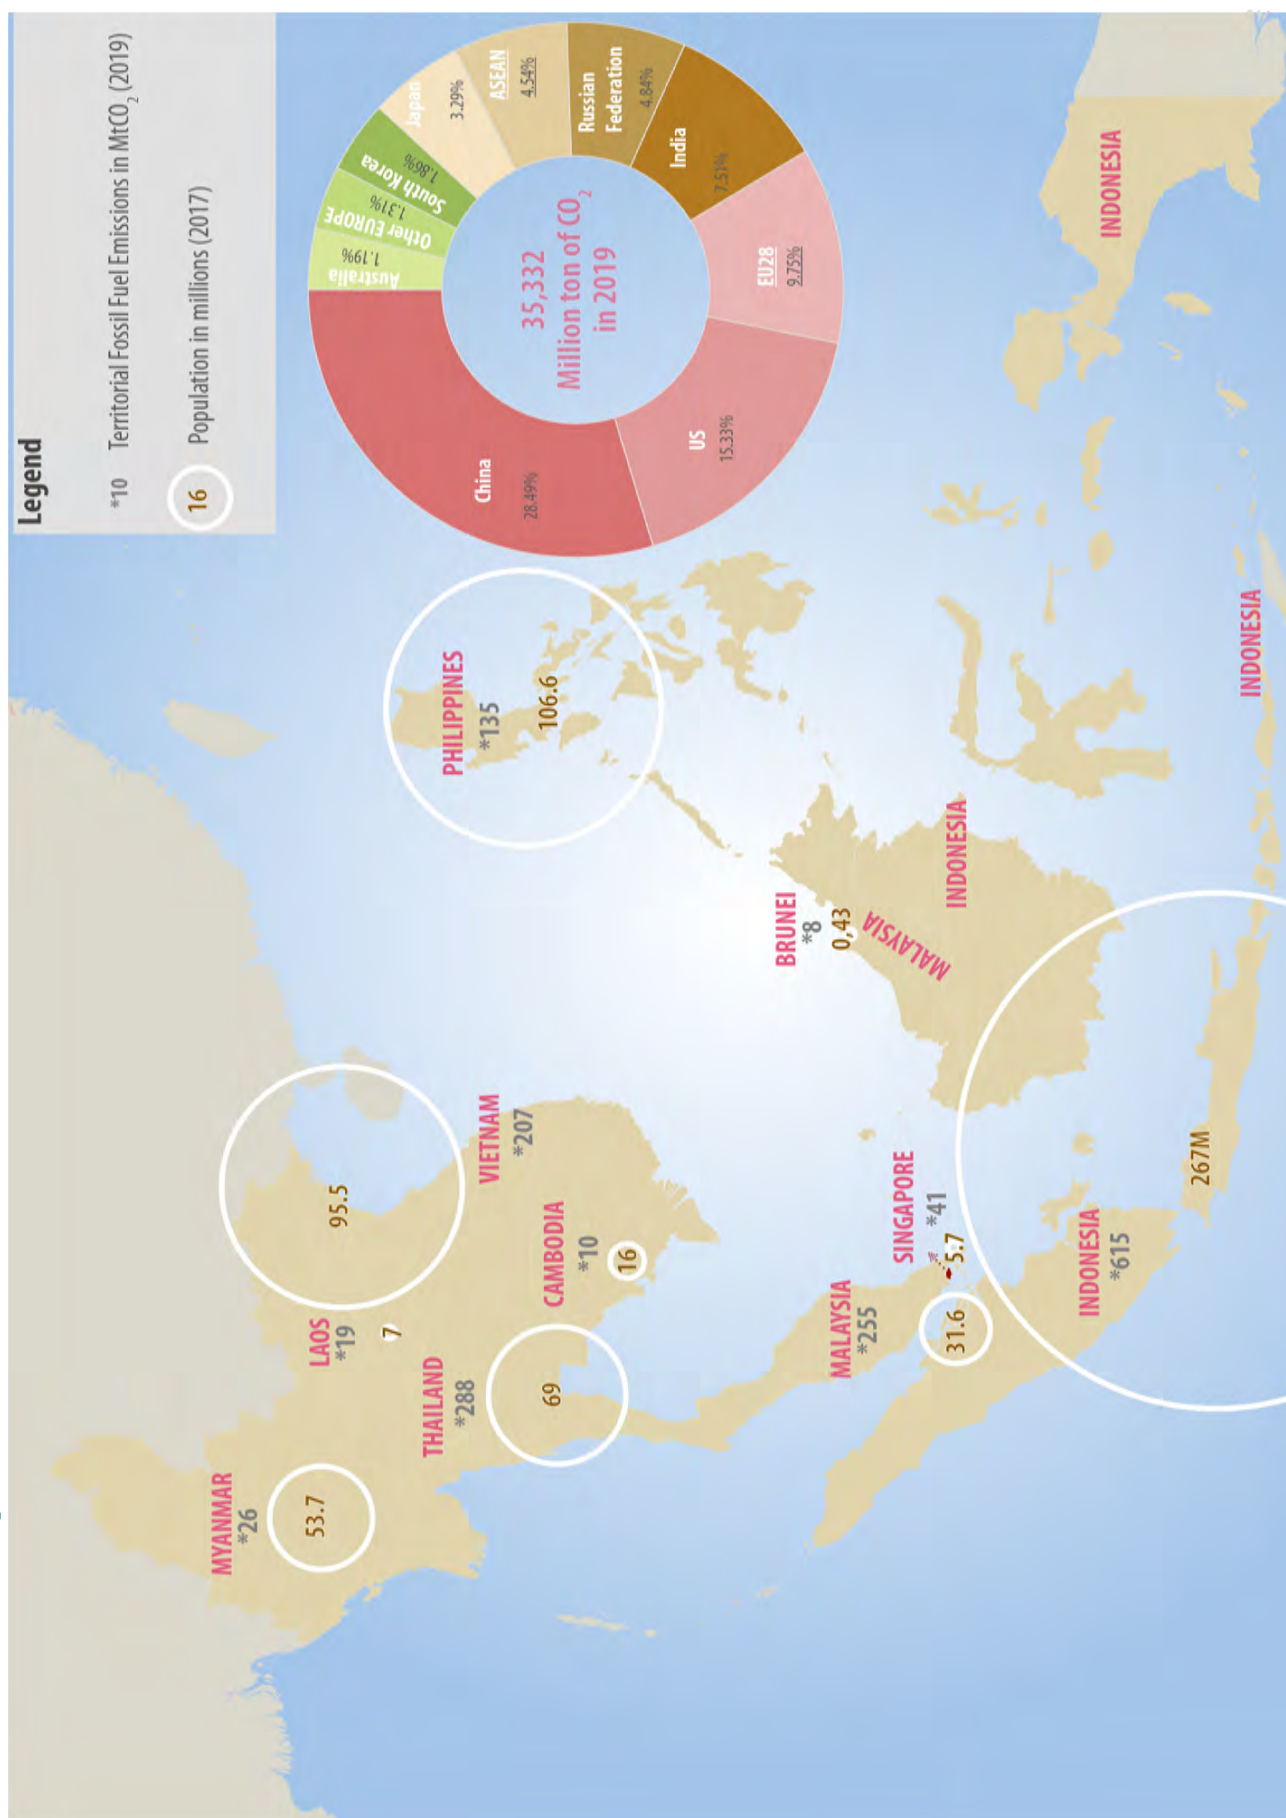 Legend
*10 Territorial Fossil Fuel Emissions in MtCO2 (2019)
16 Population in millions (2017)
35,332
Million ton of CO2
in 2019
China
28.49%
US
15.33%
EU28
9.75%
India
7.51%
Russian
Federation
4.84%
ASEAN
4.54%
Japan
3.29%
South Korea
1.86%
Other EUROPE
1.31%
Australia
1.19%
MYANMAR
*26
53.7
LAOS
*19
7
THAILAND
*288
69
VIETNAM
*207
95.5
CAMBODIA
*10
16
PHILIPPINES
*135
106.6
BRUNEI
*8
0,43
MALAYSIA
INDONESIA
MALAYSIA
*255
31.6
SINGAPORE
*41
5.7
INDONESIA
*615
267M
INDONESIA
INDONESIA